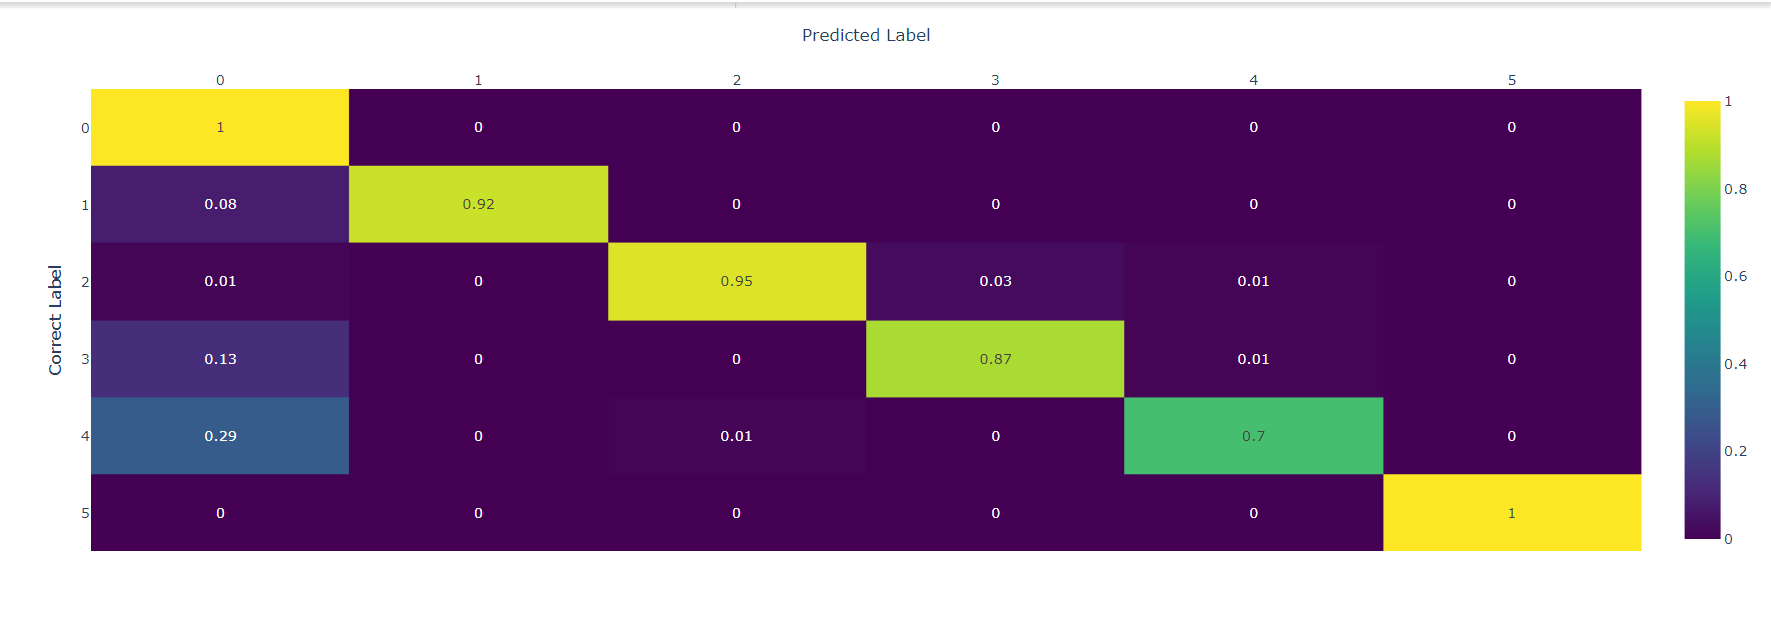 Predicted Label
0 1 2 3 4 5
0 1 0 0 0 0 0
1 0.08 0.92 0 0 0 0
2 0.01 0 0.95 0.03 0.01 0
3 0.13 0 0 0.87 0.01 0
4 0.29 0 0.01 0 0.7 0
5 0 0 0 0 0 1
Correct Label
1
0.8
0.6
0.4
0.2
0